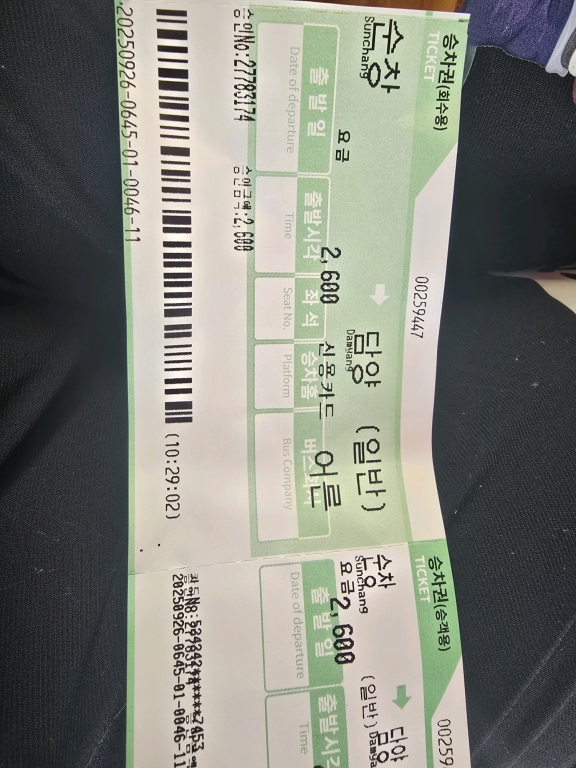 승차권(회수용)
TICKET
00259447
순창
Sunchang
담양
Damyang
(일반)
요금
2,600
신용카드
어른
출발일
Date of departure
출발시각
Time
좌석
Seat No.
승차홈
Platform
버스회사
Bus Company
승인No:27783174
승인금액:2,600
(10:29:02)
20250926-0645-01-0046-11
승차권(승객용)
TICKET
00259
순창
Sunchang
담양
Damyang
(일반)
요금
2,600
출발일
Date of departure
출발시각
Time
20250926-0645-01-0046-11